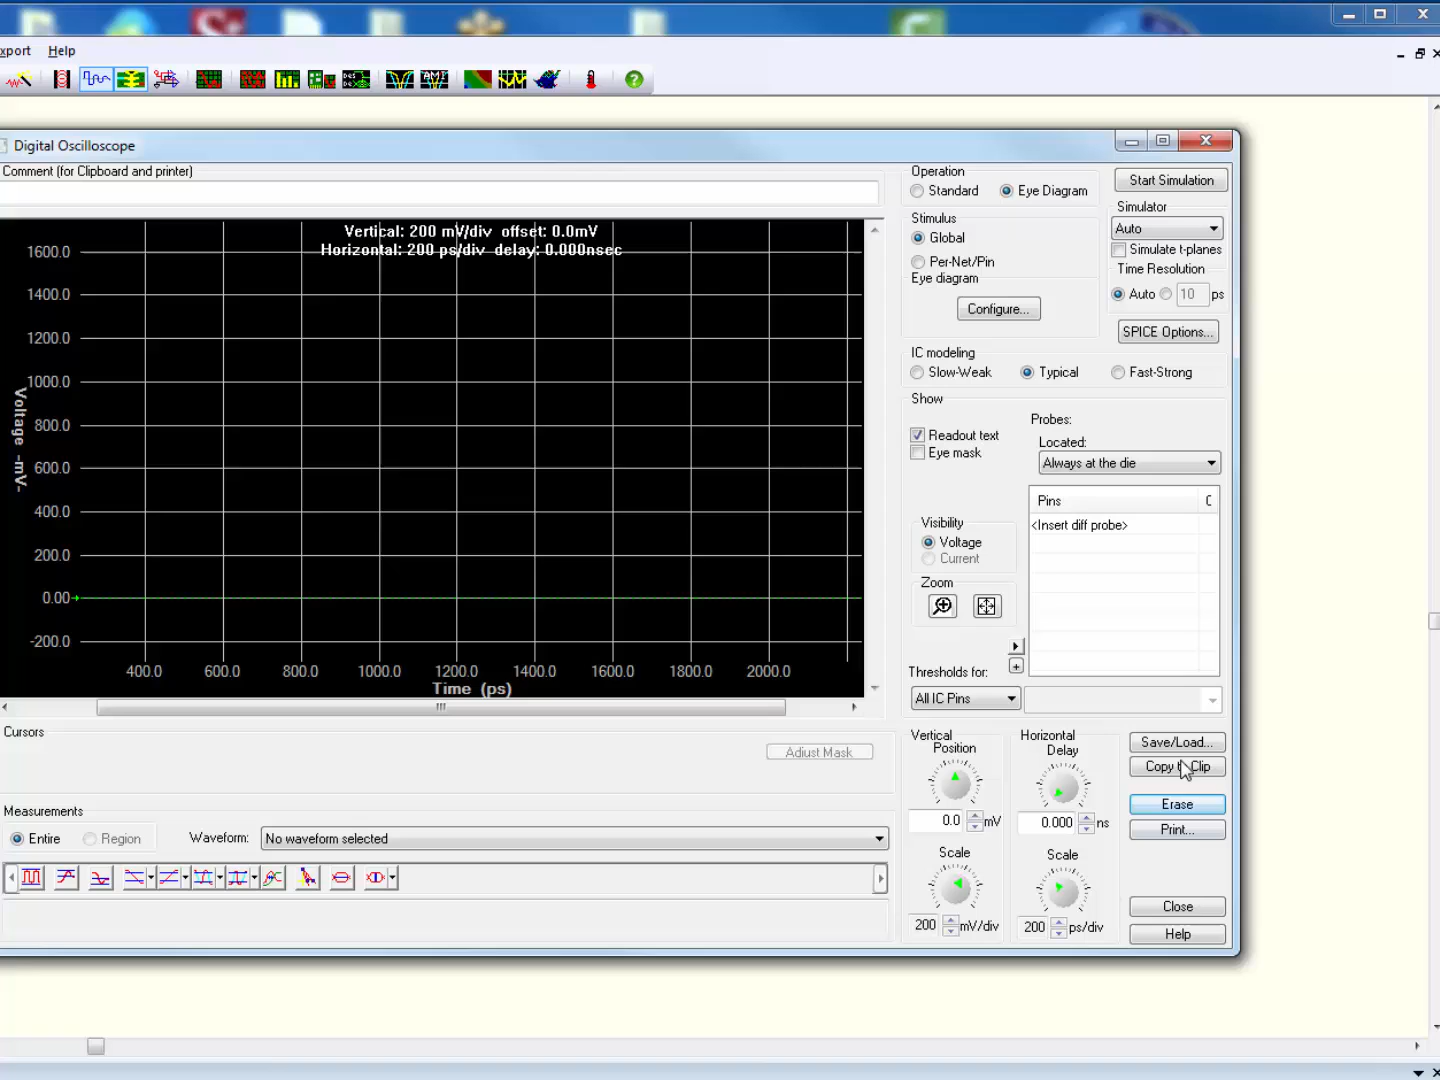 xport Help
AMI
Digital Oscilloscope
Comment (for Clipboard and printer)
Vertical: 200 mV/div offset: 0.0mV
Horizontal: 200 ps/div delay: 0.000nsec
1600.0
1400.0
1200.0
1000.0
800.0
600.0
400.0
200.0
0.00
-200.0
Voltage -mV-
400.0 600.0 800.0 1000.0 1200.0 1400.0 1600.0 1800.0 2000.0
Time (ps)
Cursors
Adjust Mask
Measurements
Entire Region Waveform: No waveform selected
Operation
Standard Eye Diagram
Start Simulation
Stimulus
Global
Per-Net/Pin
Eye diagram
Configure...
Simulator
Auto
Simulate t-planes
Time Resolution
Auto 10 ps
SPICE Options...
IC modeling
Slow-Weak Typical Fast-Strong
Show
Readout text
Eye mask
Probes:
Located:
Always at the die
Pins C
<Insert diff probe>
Visibility
Voltage
Current
Zoom
Thresholds for:
All IC Pins
Vertical
Position
0.0 mV
Scale
200 mV/div
Horizontal
Delay
0.000 ns
Scale
200 ps/div
Save/Load...
Copy Clip
Erase
Print...
Close
Help